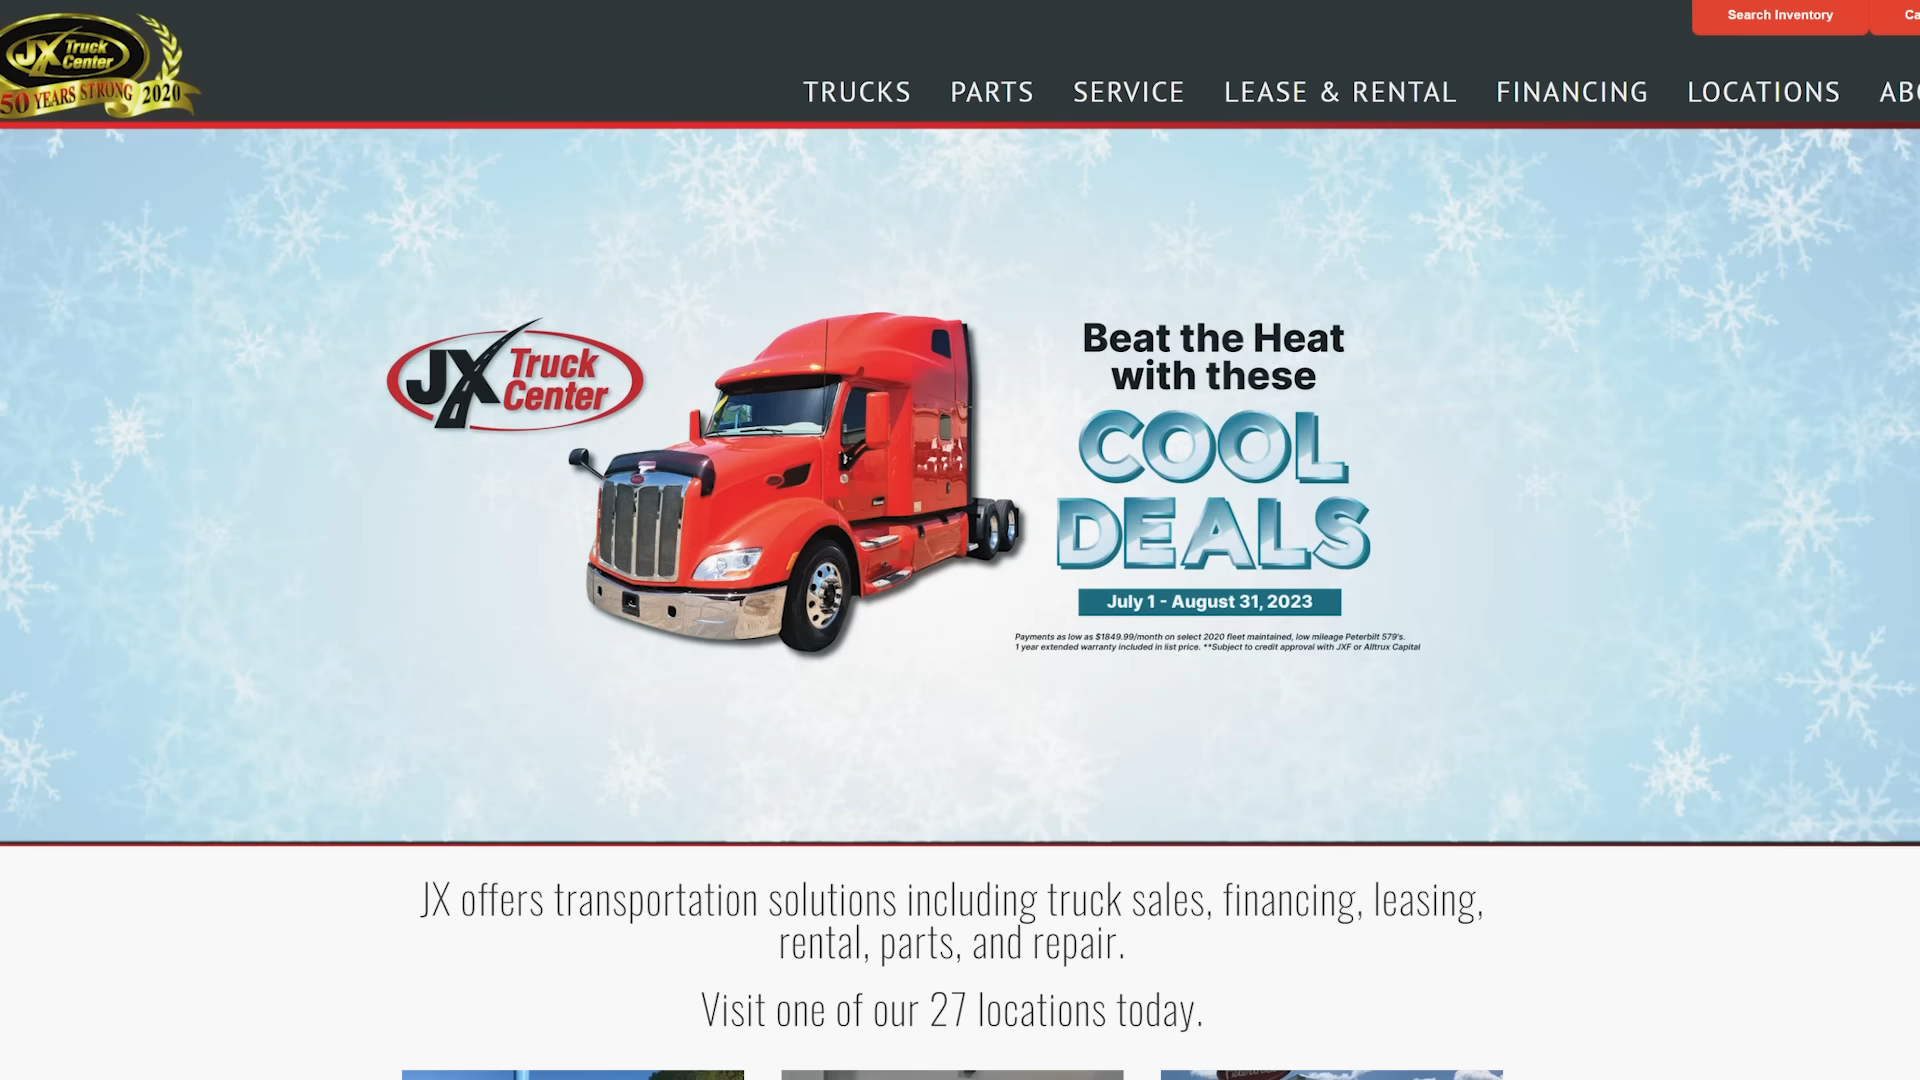 Search Inventory
JX Truck
Center
50 YEARS STRONG 2020
TRUCKS PARTS SERVICE LEASE & RENTAL FINANCING LOCATIONS
JX Truck
Center
Beat the Heat
with these
COOL
DEALS
July 1 - August 31, 2023
Payments as low as $1849.99/month on select 2020 fleet maintained, low mileage Peterbilt 579's.
1 year extended warranty included in list price. **Subject to credit approval with JXF or Alltrux Capital
JX offers transportation solutions including truck sales, financing, leasing,
rental, parts, and repair.
Visit one of our 27 locations today.